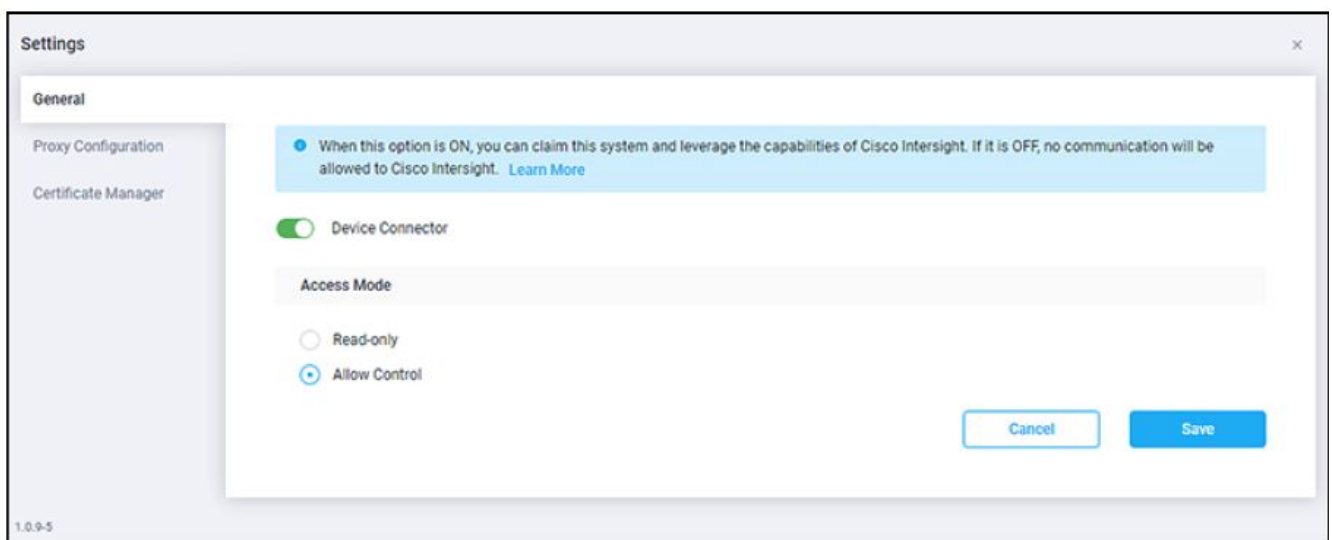 Settings
General
Proxy Configuration
Certificate Manager
When this option is ON, you can claim this system and leverage the capabilities of Cisco Intersight. If it is OFF, no communication will be
allowed to Cisco Intersight. Learn More
Device Connector
Access Mode
Read-only
Allow Control
Cancel
Save
1.0.9-5